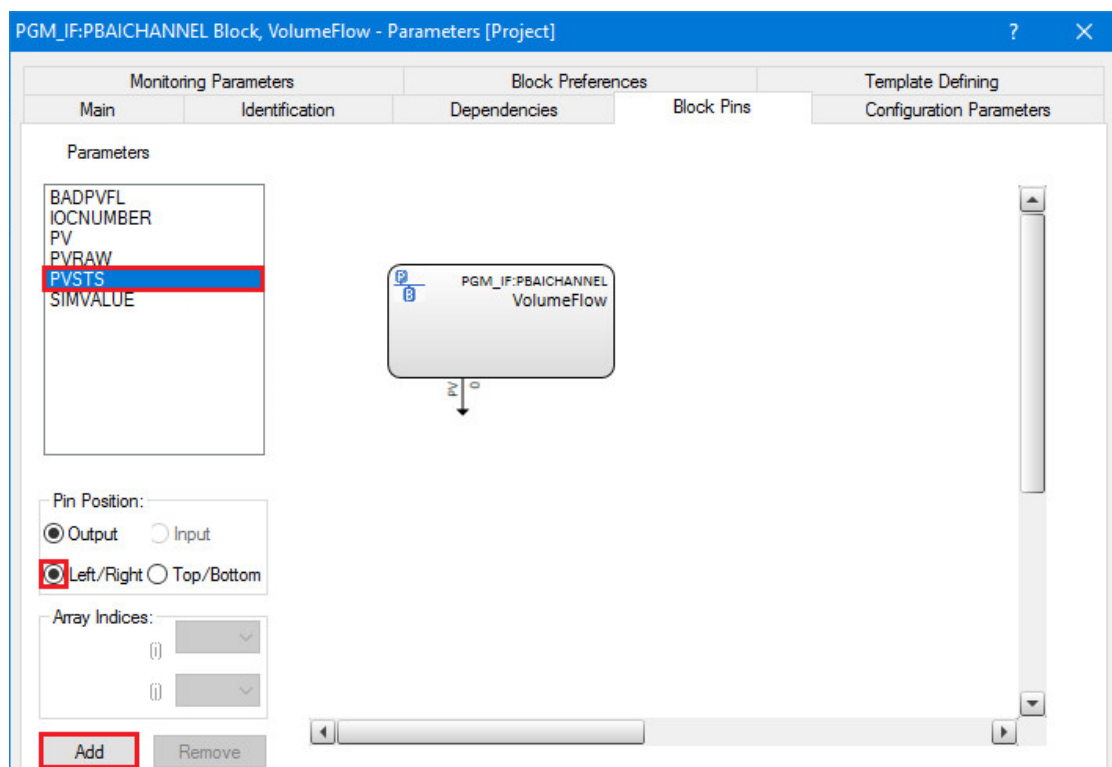 PGM_IF:PBAICHANNEL Block, VolumeFlow - Parameters [Project] ?
Monitoring Parameters Block Preferences Template Defining
Main Identification Dependencies Block Pins Configuration Parameters
Parameters
BADPVFL
IOCNUMBER
PV
PVRAW
PVSTS
SIMVALUE
P
B
PGM_IF:PBAICHANNEL
VolumeFlow
PV 0
Pin Position:
Output Input
Left/Right Top/Bottom
Array Indices:
(i)
(j)
Add Remove